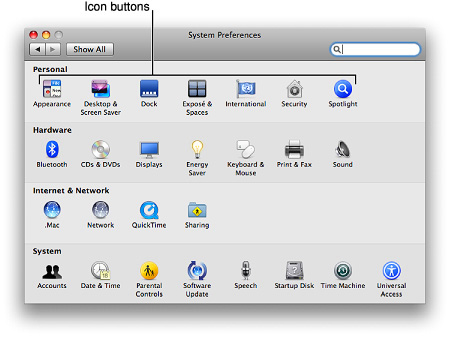 Icon buttons
System Preferences
Show All
Personal
Appearance
Desktop &
Screen Saver
Dock
Exposé &
Spaces
International
Security
Spotlight
Hardware
Bluetooth
CDs & DVDs
Displays
Energy
Saver
Keyboard &
Mouse
Print & Fax
Sound
Internet & Network
.Mac
Network
QuickTime
Sharing
System
Accounts
Date & Time
Parental
Controls
Software
Update
Speech
Startup Disk
Time Machine
Universal
Access